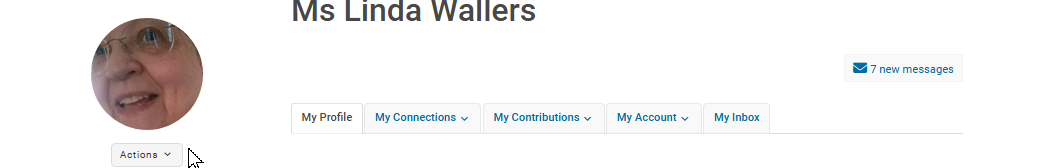 Ms Linda Wallers
7 new messages
My Profile My Connections My Contributions My Account My Inbox
Actions